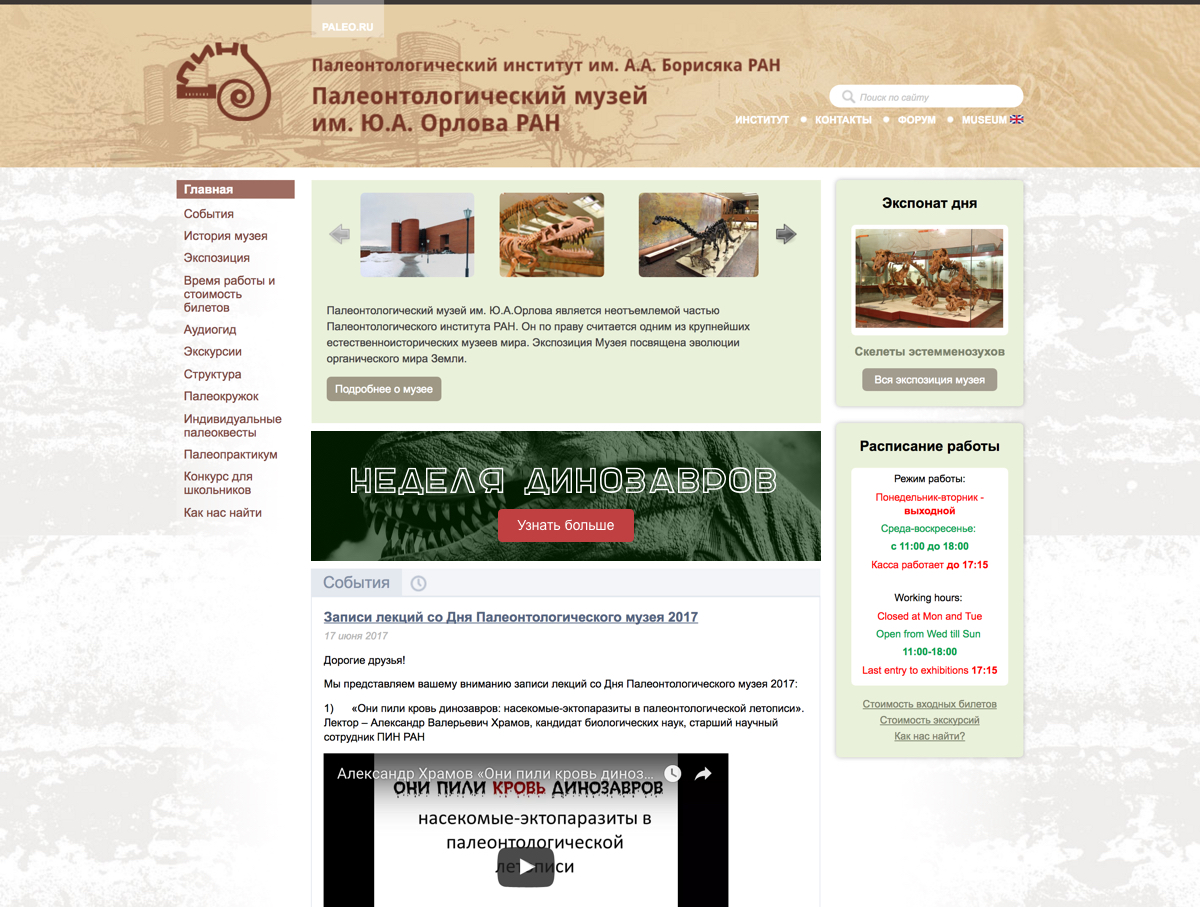 PALEO.RU
ПИН
Палеонтологический институт им. А.А. Борисяка РАН
Палеонтологический музей
им. Ю.А. Орлова РАН
Поиск по сайту
ИНСТИТУТ
КОНТАКТЫ
ФОРУМ
MUSEUM
Главная
События
История музея
Экспозиция
Время работы и
стоимость
билетов
Аудиогид
Экскурсии
Структура
Палеокружок
Индивидуальные
палеоквесты
Палеопрактикум
Конкурс для
школьников
Как нас найти
Палеонтологический музей им. Ю.А.Орлова является неотъемлемой частью
Палеонтологического института РАН. Он по праву считается одним из крупнейших
естественноисторических музеев мира. Экспозиция Музея посвящена эволюции
органического мира Земли.
Подробнее о музее
НЕДЕЛЯ ДИНОЗАВРОВ
Узнать больше
События
Записи лекций со Дня Палеонтологического музея 2017
17 июня 2017
Дорогие друзья!
Мы представляем вашему вниманию записи лекций со Дня Палеонтологического музея 2017:
1) «Они пили кровь динозавров: насекомые-эктопаразиты в палеонтологической летописи».
Лектор – Александр Валерьевич Храмов, кандидат биологических наук, старший научный
сотрудник ПИН РАН
Александр Храмов «Они пили кровь диноз...
ОНИ ПИЛИ КРОВЬ ДИНОЗАВРОВ
насекомые-эктопаразиты в
палеонтологической
летописи
Экспонат дня
Скелеты эстемменозухов
Вся экспозиция музея
Расписание работы
Режим работы:
Понедельник-вторник -
выходной
Среда-воскресенье:
с 11:00 до 18:00
Касса работает до 17:15
Working hours:
Closed at Mon and Tue
Open from Wed till Sun
11:00-18:00
Last entry to exhibitions 17:15
Стоимость входных билетов
Стоимость экскурсий
Как нас найти?